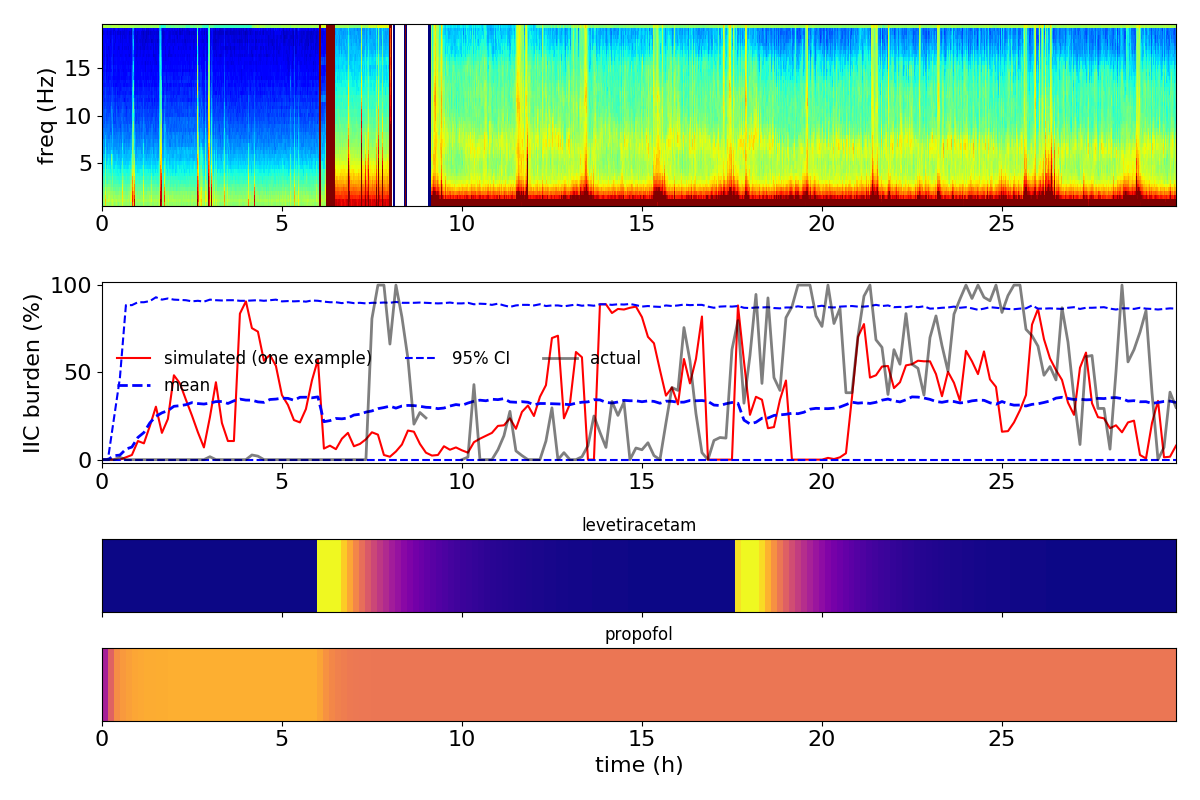 freq (Hz)
15
10
5
0 5 10 15 20 25
IIC burden (%)
100
50
0
simulated (one example) 95% CI actual
mean
0 5 10 15 20 25
levetiracetam
propofol
0 5 10 15 20 25
time (h)